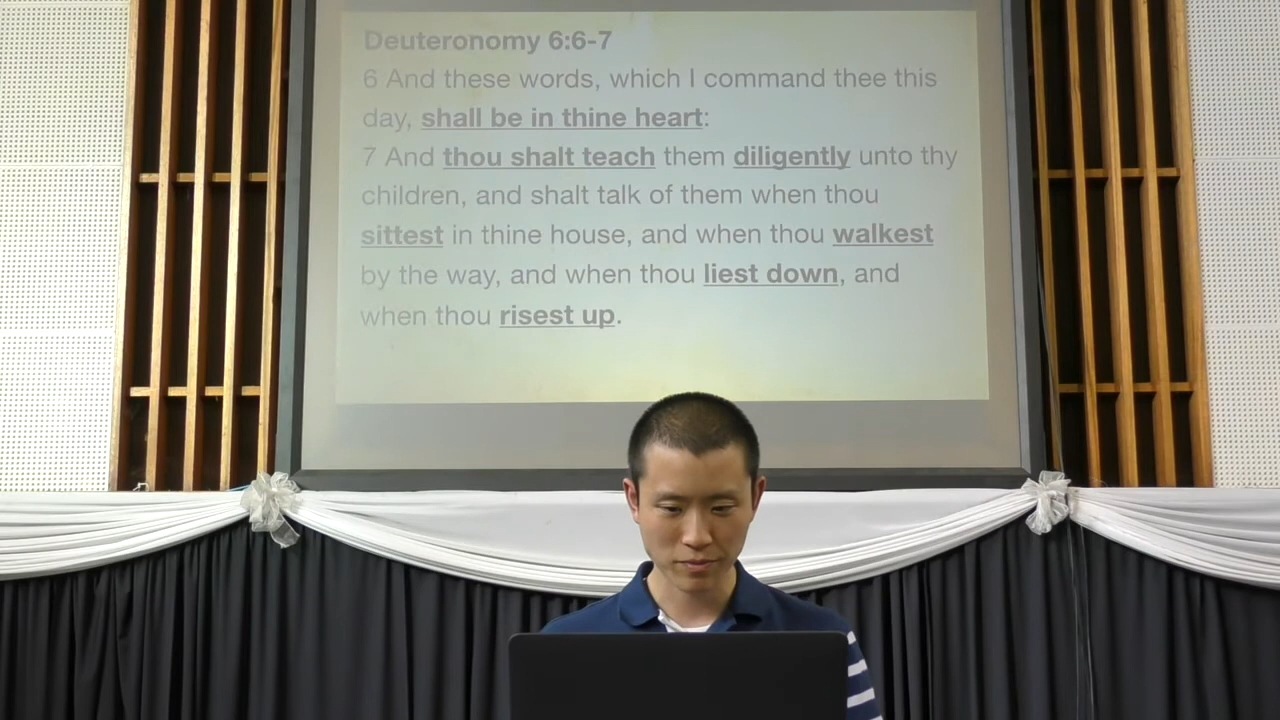 Deuteronomy 6:6-7
6 And these words, which I command thee this
day, shall be in thine heart:
7 And thou shalt teach them diligently unto thy
children, and shalt talk of them when thou
sittest in thine house, and when thou walkest
by the way, and when thou liest down, and
when thou risest up.